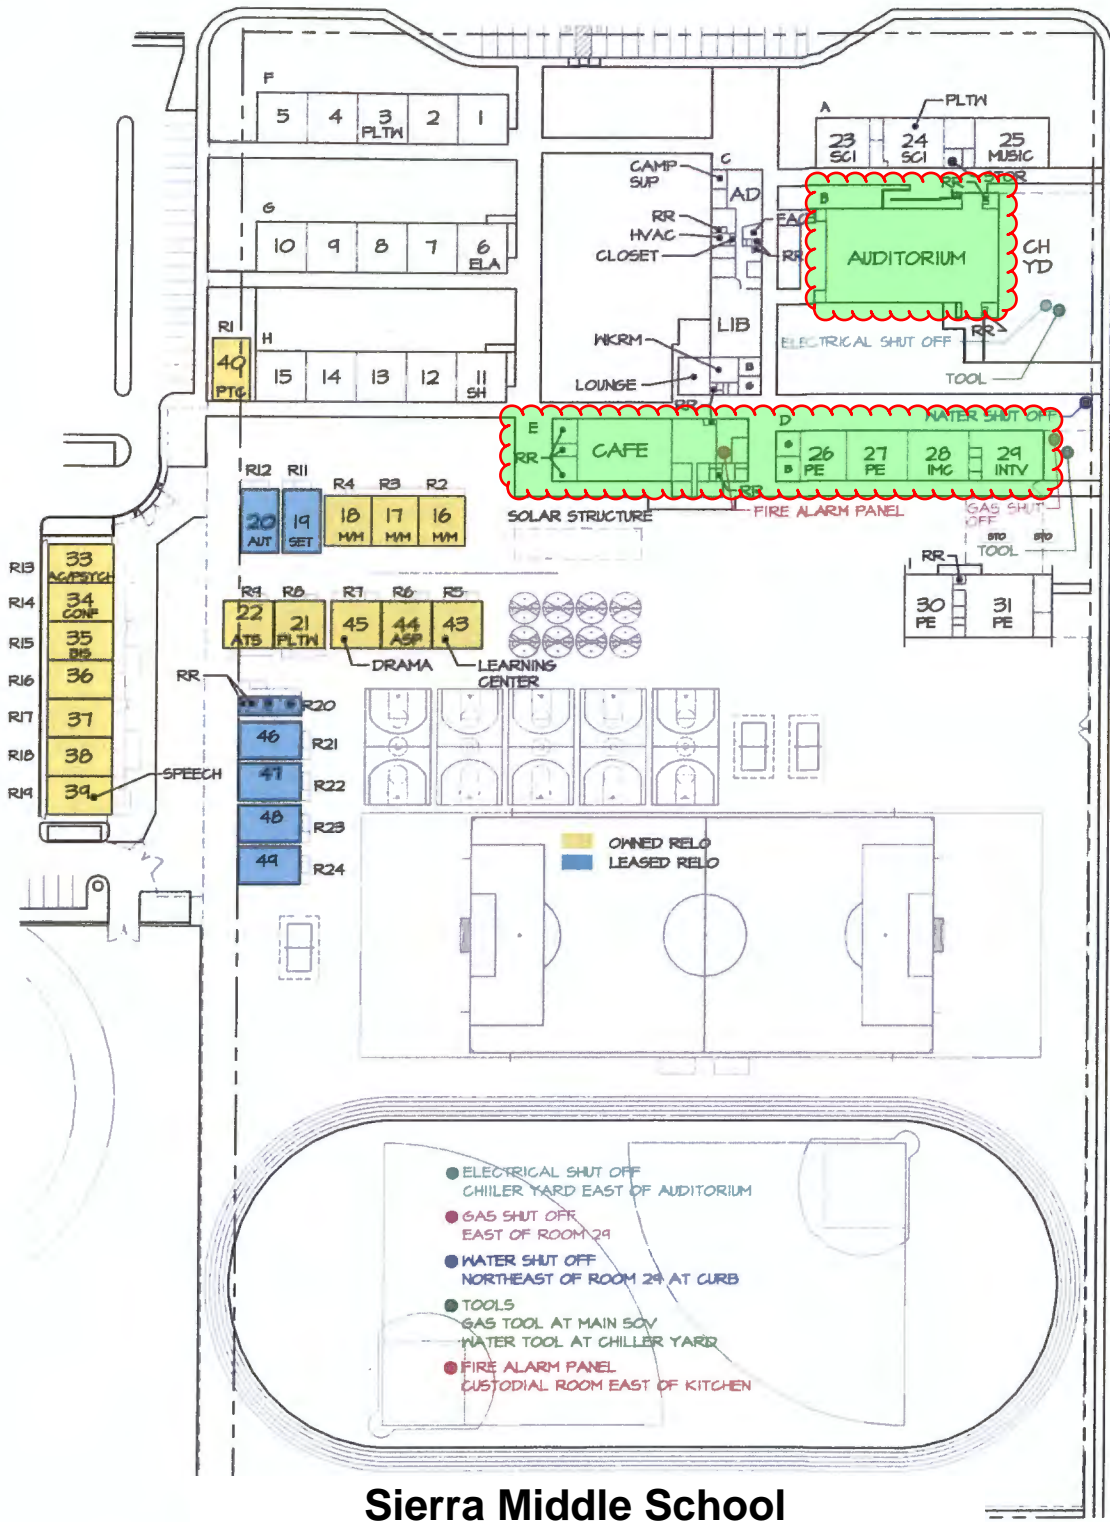 F
5
4
3
PLTW
2
1
A
PLTW
23
SCI
24
SCI
25
MUSIC
STOR
RR
C
CAMP
SUP
AD
RR
HVAC
CLOSET
RR
B
AUDITORIUM
CH
YD
G
10
9
8
7
6
ELA
R1
40
PTC
H
15
14
13
12
11
SH
LIB
WKRM
LOUNGE
B
G
RR
RR
ELECTRICAL SHUT OFF
TOOL
WATER SHUT OFF
E
RR
CAFE
D
G
B
26
PE
27
PE
28
IMC
29
INTV
RR
FIRE ALARM PANEL
GAS SHUT
OFF
STO
STO
TOOL
R12
R11
R4
R3
R2
20
AUT
19
SET
18
M/M
17
M/M
16
M/M
SOLAR STRUCTURE
R13
33
AC/PSYCH
R14
34
CONF
R15
35
BIS
R16
36
R17
37
R18
38
R19
39
SPEECH
R9
R8
R7
R6
R5
22
ATS
21
PLTW
45
44
ASP
43
DRAMA
LEARNING
CENTER
RR
30
PE
31
PE
RR
R20
46
R21
47
R22
48
R23
49
R24
OWNED RELO
LEASED RELO
ELECTRICAL SHUT OFF
CHILLER YARD EAST OF AUDITORIUM
GAS SHUT OFF
EAST OF ROOM 29
WATER SHUT OFF
NORTHEAST OF ROOM 29 AT CURB
TOOLS
GAS TOOL AT MAIN SOV
WATER TOOL AT CHILLER YARD
FIRE ALARM PANEL
CUSTODIAL ROOM EAST OF KITCHEN
Sierra Middle School